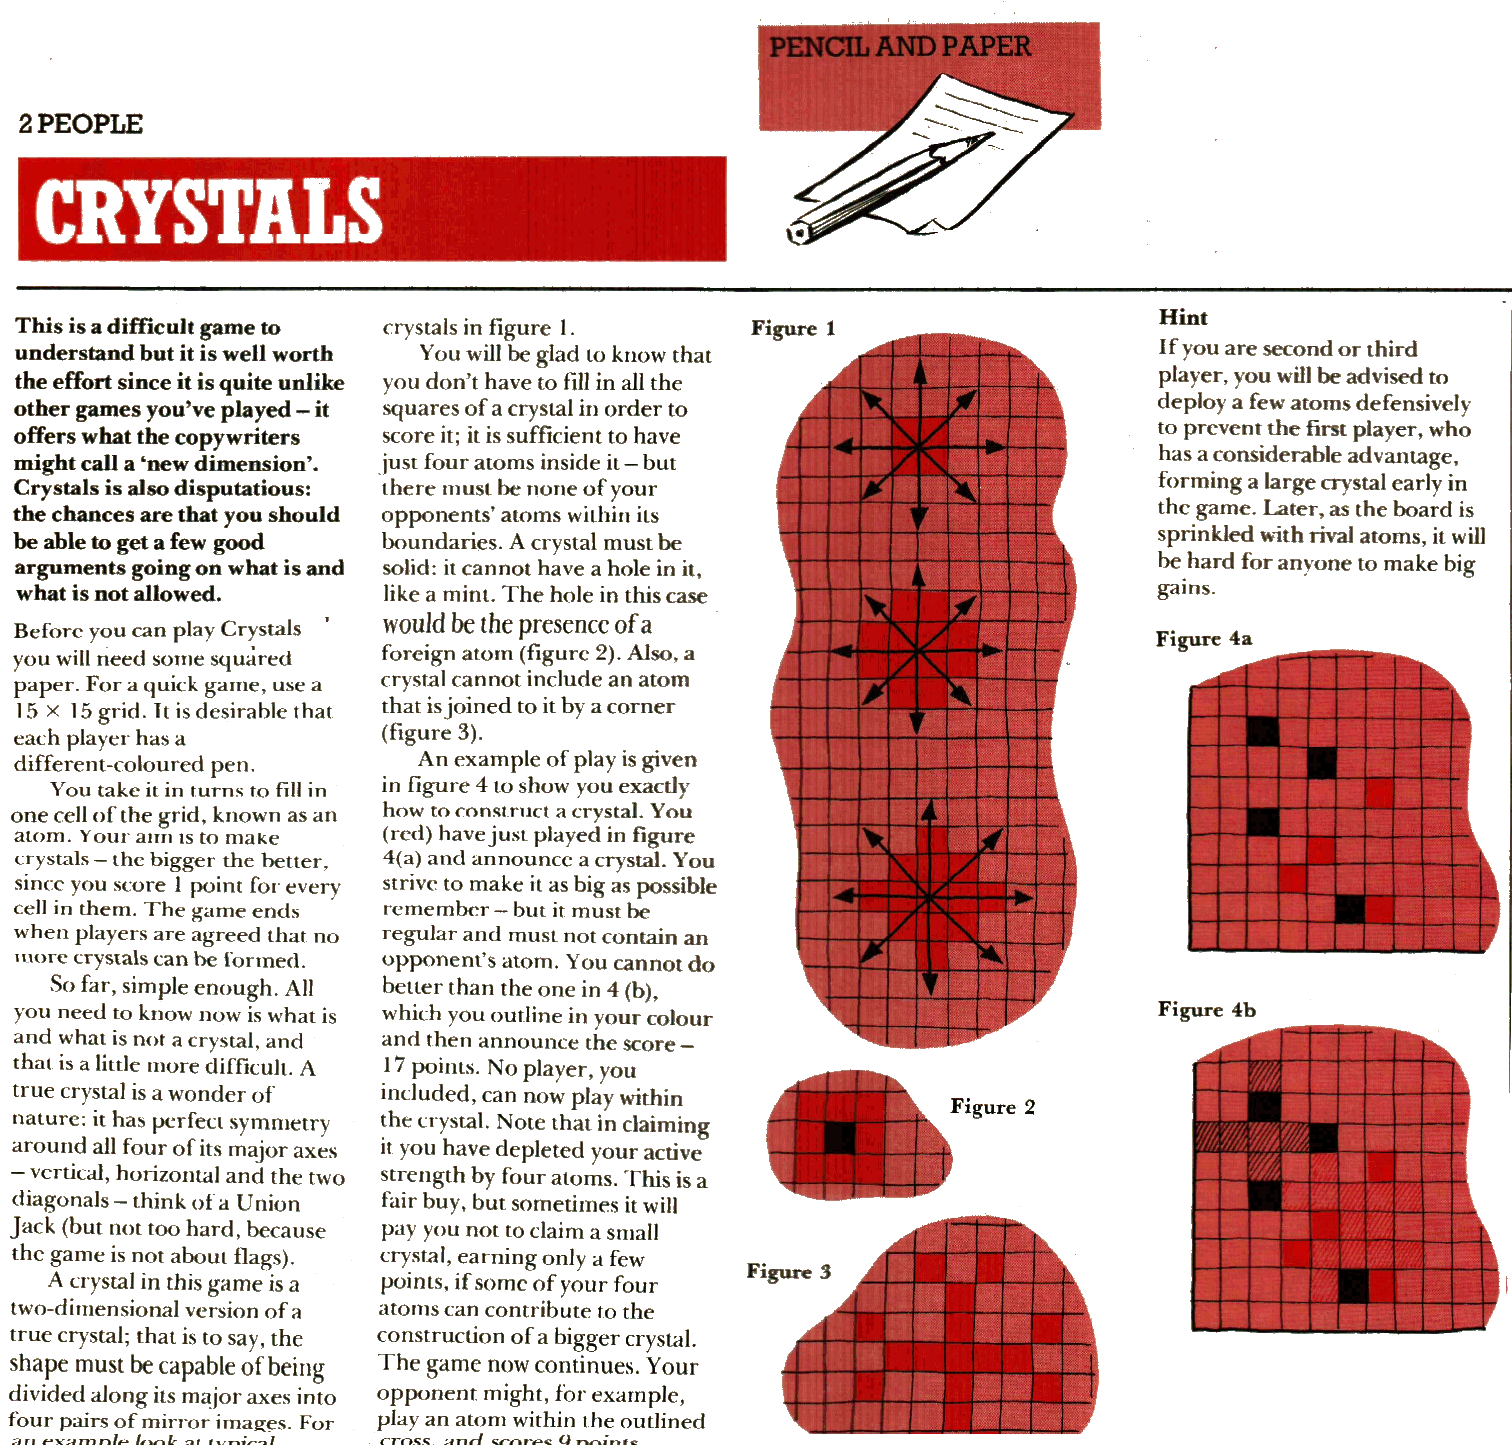 PENCIL AND PAPER
2 PEOPLE
CRYSTALS
This is a difficult game to
understand but it is well worth
the effort since it is quite unlike
other games you've played – it
offers what the copywriters
might call a 'new dimension'.
Crystals is also disputatious:
the chances are that you should
be able to get a few good
arguments going on what is and
what is not allowed.
Before you can play Crystals
you will need some squared
paper. For a quick game, use a
15 × 15 grid. It is desirable that
each player has a
different-coloured pen.
You take it in turns to fill in
one cell of the grid, known as an
atom. Your aim is to make
crystals – the bigger the better,
since you score 1 point for every
cell in them. The game ends
when players are agreed that no
more crystals can be formed.
So far, simple enough. All
you need to know now is what is
and what is not a crystal, and
that is a little more difficult. A
true crystal is a wonder of
nature: it has perfect symmetry
around all four of its major axes
– vertical, horizontal and the two
diagonals – think of a Union
Jack (but not too hard, because
the game is not about flags).
A crystal in this game is a
two-dimensional version of a
true crystal; that is to say, the
shape must be capable of being
divided along its major axes into
four pairs of mirror images. For
an example look at typical
crystals in figure 1.
You will be glad to know that
you don't have to fill in all the
squares of a crystal in order to
score it; it is sufficient to have
just four atoms inside it – but
there must be none of your
opponents' atoms within its
boundaries. A crystal must be
solid: it cannot have a hole in it,
like a mint. The hole in this case
would be the presence of a
foreign atom (figure 2). Also, a
crystal cannot include an atom
that is joined to it by a corner
(figure 3).
An example of play is given
in figure 4 to show you exactly
how to construct a crystal. You
(red) have just played in figure
4(a) and announce a crystal. You
strive to make it as big as possible
remember – but it must be
regular and must not contain an
opponent's atom. You cannot do
better than the one in 4 (b),
which you outline in your colour
and then announce the score –
17 points. No player, you
included, can now play within
the crystal. Note that in claiming
it you have depleted your active
strength by four atoms. This is a
fair buy, but sometimes it will
pay you not to claim a small
crystal, earning only a few
points, if some of your four
atoms can contribute to the
construction of a bigger crystal.
The game now continues. Your
opponent might, for example,
play an atom within the outlined
cross, and scores 9 points.
Figure 1
Figure 2
Figure 3
Hint
If you are second or third
player, you will be advised to
deploy a few atoms defensively
to prevent the first player, who
has a considerable advantage,
forming a large crystal early in
the game. Later, as the board is
sprinkled with rival atoms, it will
be hard for anyone to make big
gains.
Figure 4a
Figure 4b